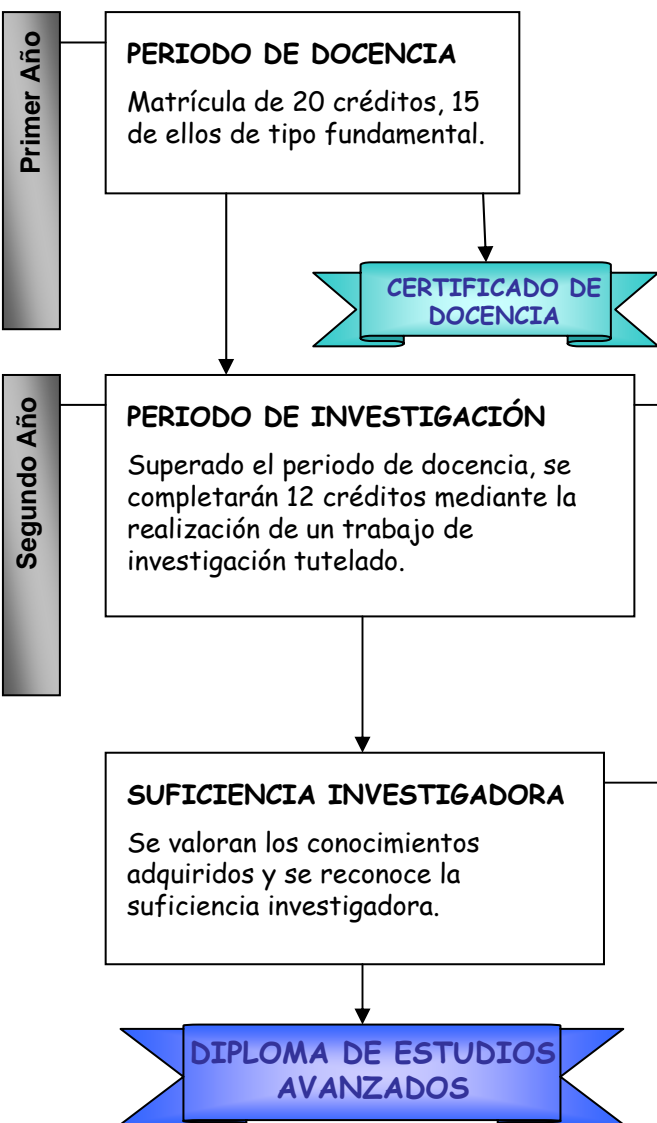 Primer Año
PERIODO DE DOCENCIA
Matrícula de 20 créditos, 15
de ellos de tipo fundamental.
CERTIFICADO DE
DOCENCIA
Segundo Año
PERIODO DE INVESTIGACIÓN
Superado el periodo de docencia, se
completarán 12 créditos mediante la
realización de un trabajo de
investigación tutelado.
SUFICIENCIA INVESTIGADORA
Se valoran los conocimientos
adquiridos y se reconoce la
suficiencia investigadora.
DIPLOMA DE ESTUDIOS
AVANZADOS